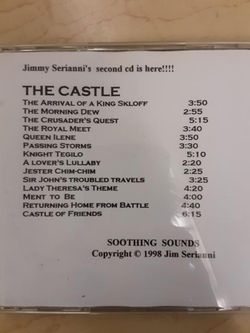 Jimmy Serianni's second cd is here!!!!
THE CASTLE
THE ARRIVAL OF A KING SKLOFF 3:50
THE MORNING DEW 2:55
THE CRUSADER'S QUEST 5:15
THE ROYAL MEET 3:40
QUEEN ILENE 3:50
PASSING STORMS 3:30
KNIGHT TEGILO 5:10
A LOVER'S LULLABY 2:20
JESTER CHIM-CHIM 2:25
SIR JOHN'S TROUBLED TRAVELS 3:50
LADY THERESA'S THEME 4:20
MENT TO BE 4:00
RETURNING HOME FROM BATTLE 4:40
CASTLE OF FRIENDS 6:15
SOOTHING SOUNDS
Copyright © 1998 Jim Serianni